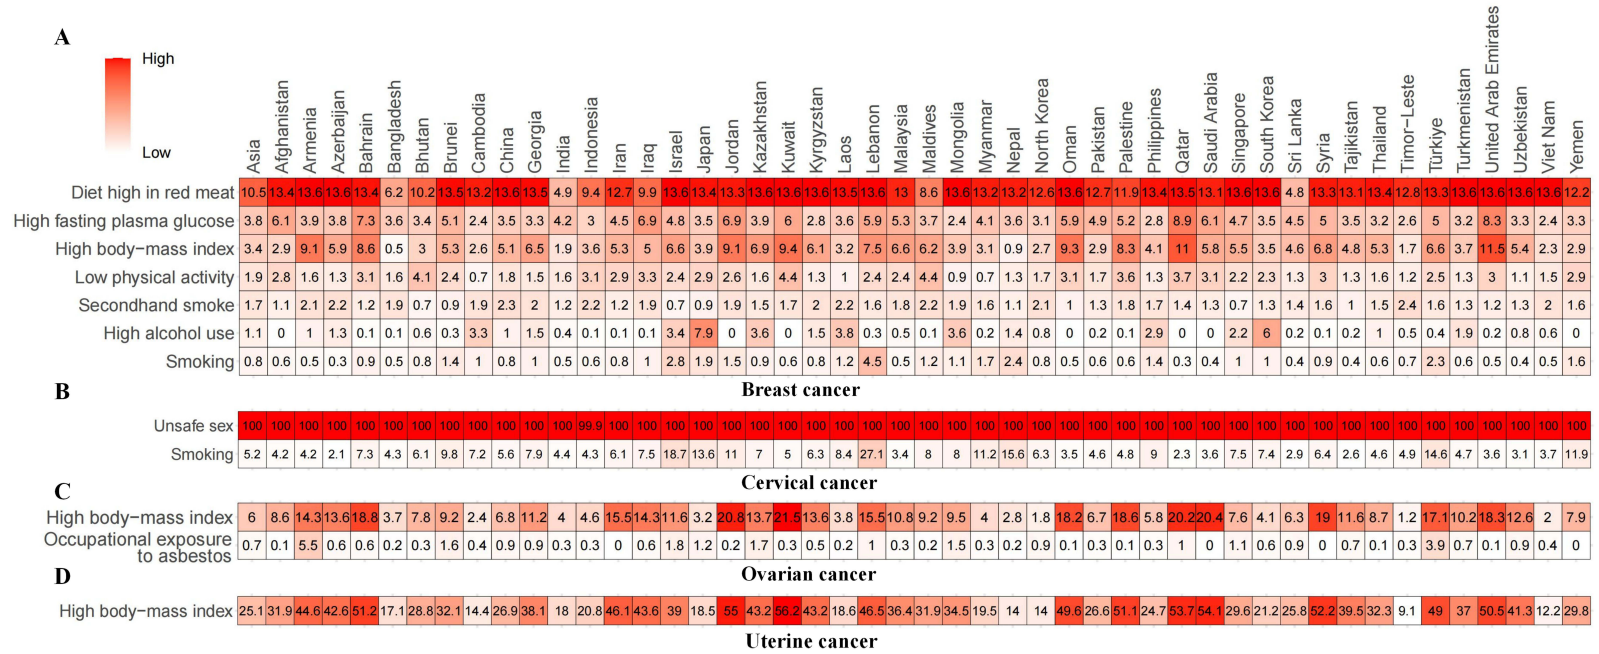 A
High
Low
Asia Afghanistan Armenia Azerbaijan Bahrain Bangladesh Bhutan Brunei Cambodia China Georgia India Indonesia Iran Iraq Israel Japan Jordan Kazakhstan Kuwait Kyrgyzstan Laos Lebanon Malaysia Maldives Mongolia Myanmar Nepal North Korea Oman Pakistan Palestine Philippines Qatar Saudi Arabia Singapore South Korea Sri Lanka Syria Tajikistan Thailand Timor−Leste Türkiye Turkmenistan United Arab Emirates Uzbekistan Viet Nam Yemen
Diet high in red meat 10.5 13.4 13.6 13.6 13.4 6.2 10.2 13.5 13.2 13.6 13.5 4.9 9.4 12.7 9.9 13.6 13.4 13.3 13.6 13.6 13.6 13.5 13.6 13 8.6 13.6 13.2 13.2 12.6 13.6 12.7 11.9 13.4 13.5 13.1 13.6 13.6 4.8 13.3 13.1 13.4 12.8 13.3 13.6 13.6 13.6 13.6 12.2
High fasting plasma glucose 3.8 6.1 3.9 3.8 7.3 3.6 3.4 5.1 2.4 3.5 3.3 4.2 3 4.5 6.9 4.8 3.5 6.9 3.9 6 2.8 3.6 5.9 5.3 3.7 2.4 4.1 3.6 3.1 5.9 4.9 5.2 2.8 8.9 6.1 4.7 3.5 4.5 5 3.5 3.2 2.6 5 3.2 8.3 3.3 2.4 3.3
High body−mass index 3.4 2.9 9.1 5.9 8.6 0.5 3 5.3 2.6 5.1 6.5 1.9 3.6 5.3 5 6.6 3.9 9.1 6.9 9.4 6.1 3.2 7.5 6.6 6.2 3.9 3.1 0.9 2.7 9.3 2.9 8.3 4.1 11 5.8 5.5 3.5 4.6 6.8 4.8 5.3 1.7 6.6 3.7 11.5 5.4 2.3 2.9
Low physical activity 1.9 2.8 1.6 1.3 3.1 1.6 4.1 2.4 0.7 1.8 1.5 1.6 3.1 2.9 3.3 2.4 2.9 2.6 1.6 4.4 1.3 1 2.4 2.4 4.4 0.9 0.7 1.3 1.7 3.1 1.7 3.6 1.3 3.7 3.1 2.2 2.3 1.3 3 1.3 1.6 1.2 2.5 1.3 3 1.1 1.5 2.9
Secondhand smoke 1.7 1.1 2.1 2.2 1.2 1.9 0.7 0.9 1.9 2.3 2 1.2 2.2 1.2 1.9 0.7 0.9 1.9 1.5 1.7 2 2.2 1.6 1.8 2.2 1.9 1.6 1.1 2.1 1 1.3 1.8 1.7 1.4 1.3 0.7 1.3 1.4 1.6 1 1.5 2.4 1.6 1.3 1.2 1.3 2 1.6
High alcohol use 1.1 0 1 1.3 0.1 0.1 0.6 0.3 3.3 1 1.5 0.4 0.1 0.1 0.1 3.4 7.9 0 3.6 0 1.5 3.8 0.3 0.5 0.1 3.6 0.2 1.4 0.8 0 0.2 0.1 2.9 0 0 2.2 6 0.2 0.1 0.2 1 0.5 0.4 1.9 0.2 0.8 0.6 0
Smoking 0.8 0.6 0.5 0.3 0.9 0.5 0.8 1.4 1 0.8 1 0.5 0.6 0.8 1 2.8 1.9 1.5 0.9 0.6 0.8 1.2 4.5 0.5 1.2 1.1 1.7 2.4 0.8 0.5 0.6 0.6 1.4 0.3 0.4 1 1 0.4 0.9 0.4 0.6 0.7 2.3 0.6 0.5 0.4 0.5 1.6
Breast cancer
B
Unsafe sex 100 100 100 100 100 100 100 100 100 100 100 100 99.9 100 100 100 100 100 100 100 100 100 100 100 100 100 100 100 100 100 100 100 100 100 100 100 100 100 100 100 100 100 100 100 100 100 100 100
Smoking 5.2 4.2 4.2 2.1 7.3 4.3 6.1 9.8 7.2 5.6 7.9 4.4 4.3 6.1 7.5 18.7 13.6 11 7 5 6.3 8.4 27.1 3.4 8 8 11.2 15.6 6.3 3.5 4.6 4.8 9 2.3 3.6 7.5 7.4 2.9 6.4 2.6 4.6 4.9 14.6 4.7 3.6 3.1 3.7 11.9
Cervical cancer
C
High body−mass index 6 8.6 14.3 13.6 18.8 3.7 7.8 9.2 2.4 6.8 11.2 4 4.6 15.5 14.3 11.6 3.2 20.8 13.7 21.5 13.6 3.8 15.5 10.8 9.2 9.5 4 2.8 1.8 18.2 6.7 18.6 5.8 20.2 20.4 7.6 4.1 6.3 19 11.6 8.7 1.2 17.1 10.2 18.3 12.6 2 7.9
Occupational exposure
to asbestos 0.7 0.1 5.5 0.6 0.6 0.2 0.3 1.6 0.4 0.9 0.9 0.3 0.3 0 0.6 1.8 1.2 0.2 1.7 0.3 0.5 0.2 1 0.3 0.2 1.5 0.3 0.2 0.9 0.1 0.3 0.1 0.3 1 0 1.1 0.6 0.9 0 0.7 0.1 0.3 3.9 0.7 0.1 0.9 0.4 0
Ovarian cancer
D
High body−mass index 25.1 31.9 44.6 42.6 51.2 17.1 28.8 32.1 14.4 26.9 38.1 18 20.8 46.1 43.6 39 18.5 55 43.2 56.2 43.2 18.6 46.5 36.4 31.9 34.5 19.5 14 14 49.6 26.6 51.1 24.7 53.7 54.1 29.6 21.2 25.8 52.2 39.5 32.3 9.1 49 37 50.5 41.3 12.2 29.8
Uterine cancer